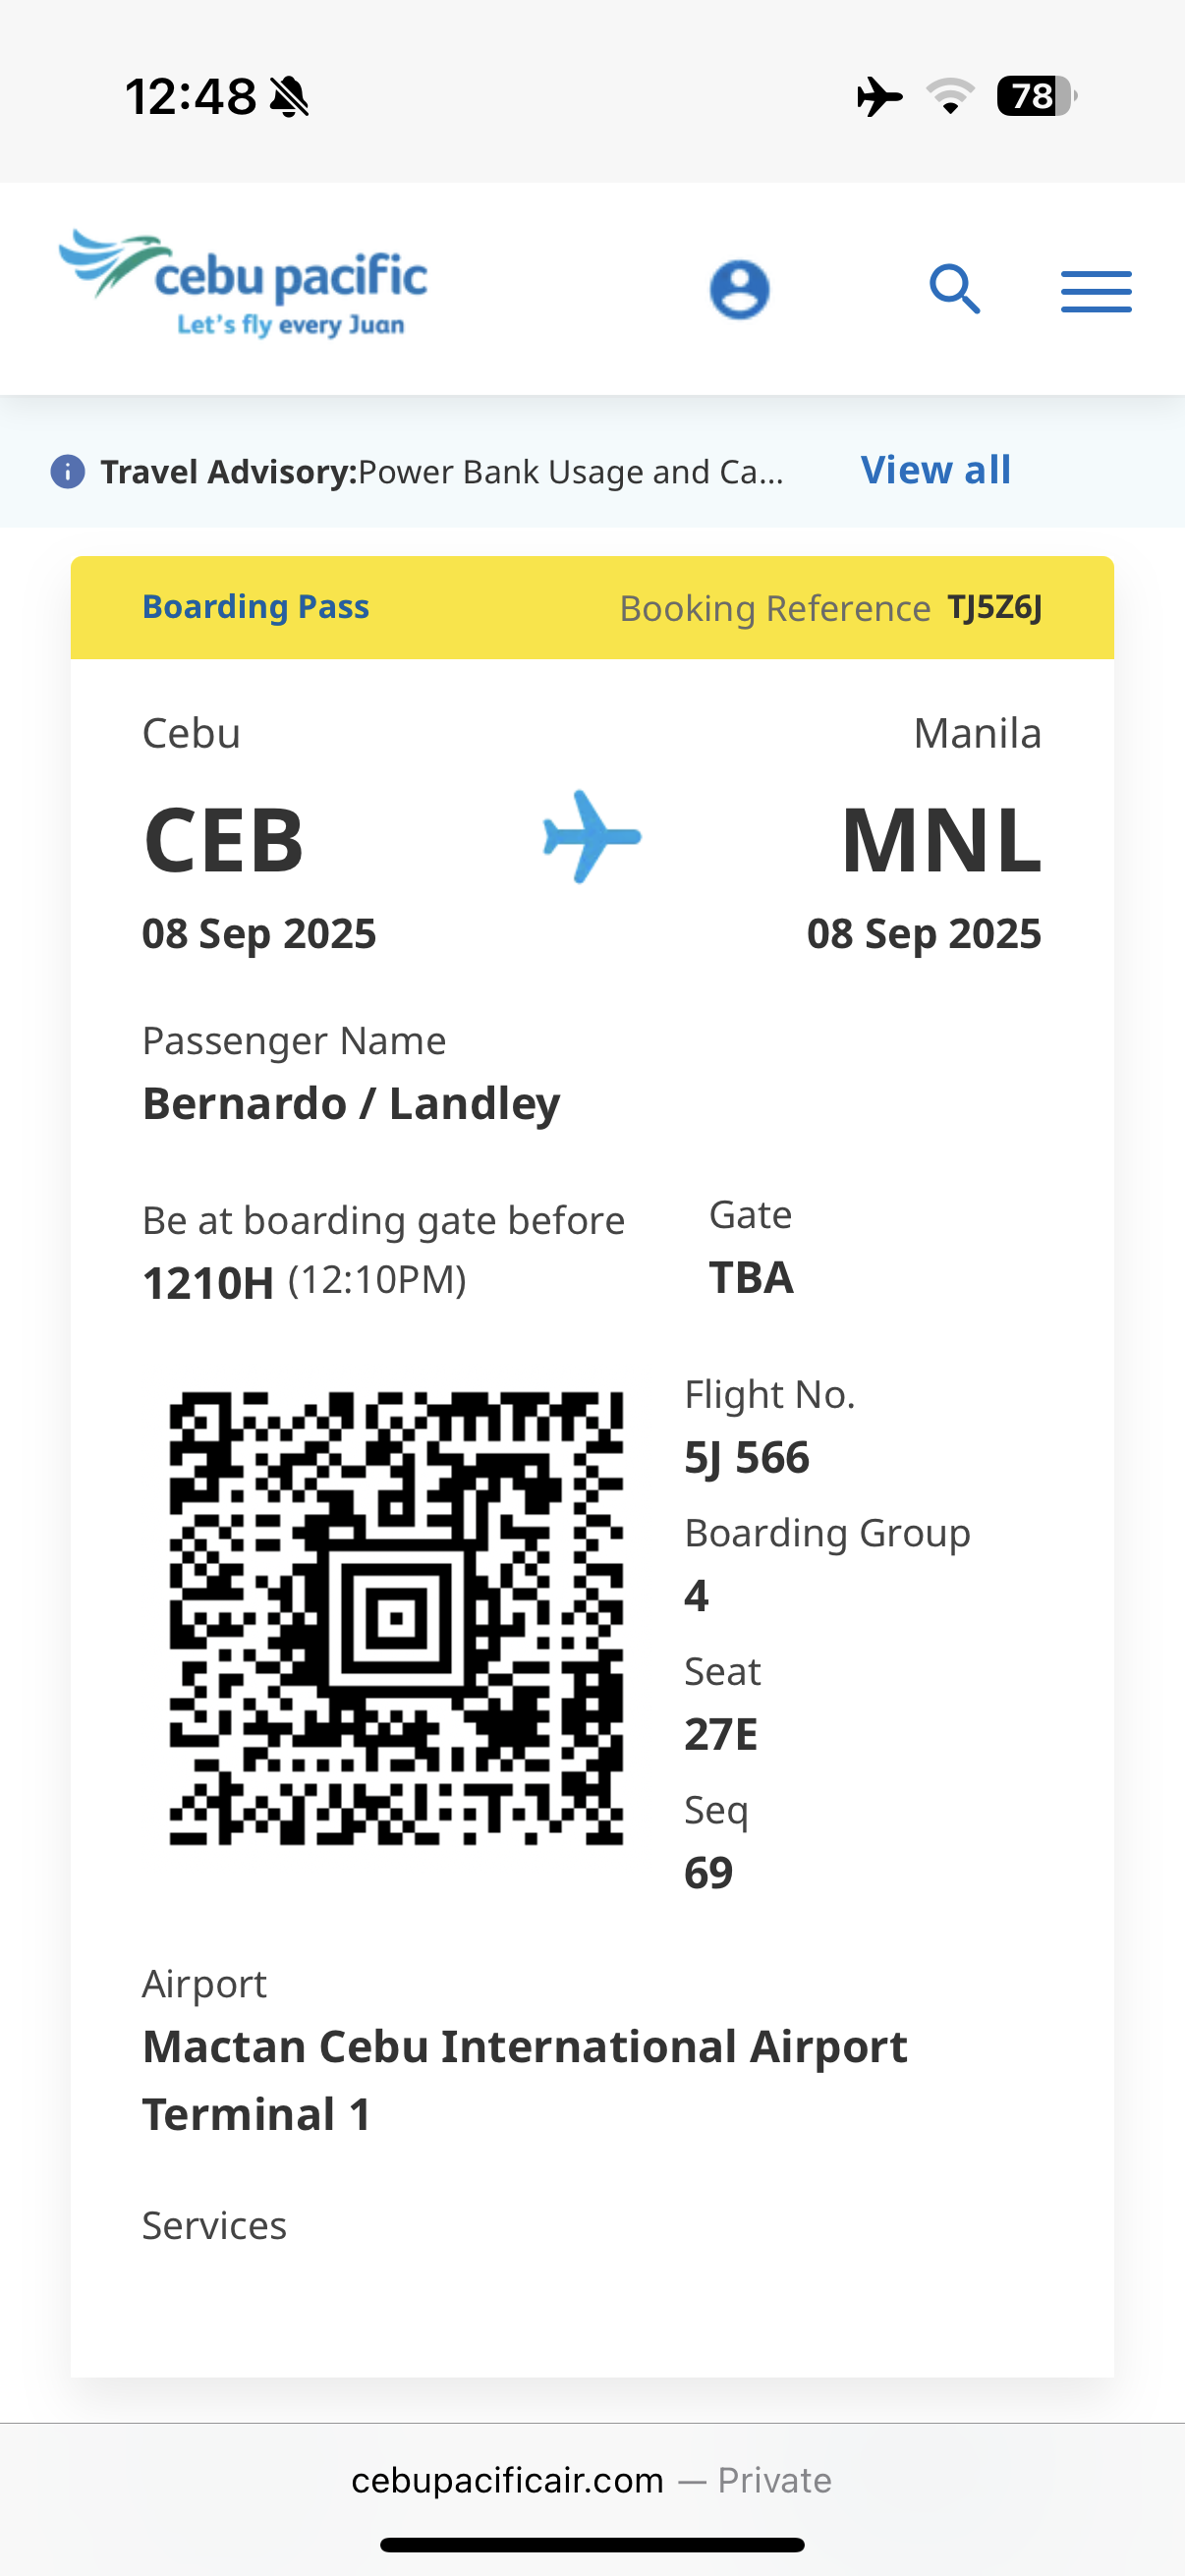 12:48
78
cebu pacific
Let's fly every Juan
Travel Advisory:Power Bank Usage and Ca... View all
Boarding Pass Booking Reference TJ5Z6J
Cebu Manila
CEB MNL
08 Sep 2025 08 Sep 2025
Passenger Name
Bernardo / Landley
Be at boarding gate before Gate
1210H (12:10PM) TBA
Flight No.
5J 566
Boarding Group
4
Seat
27E
Seq
69
Airport
Mactan Cebu International Airport
Terminal 1
Services
cebupacificair.com — Private